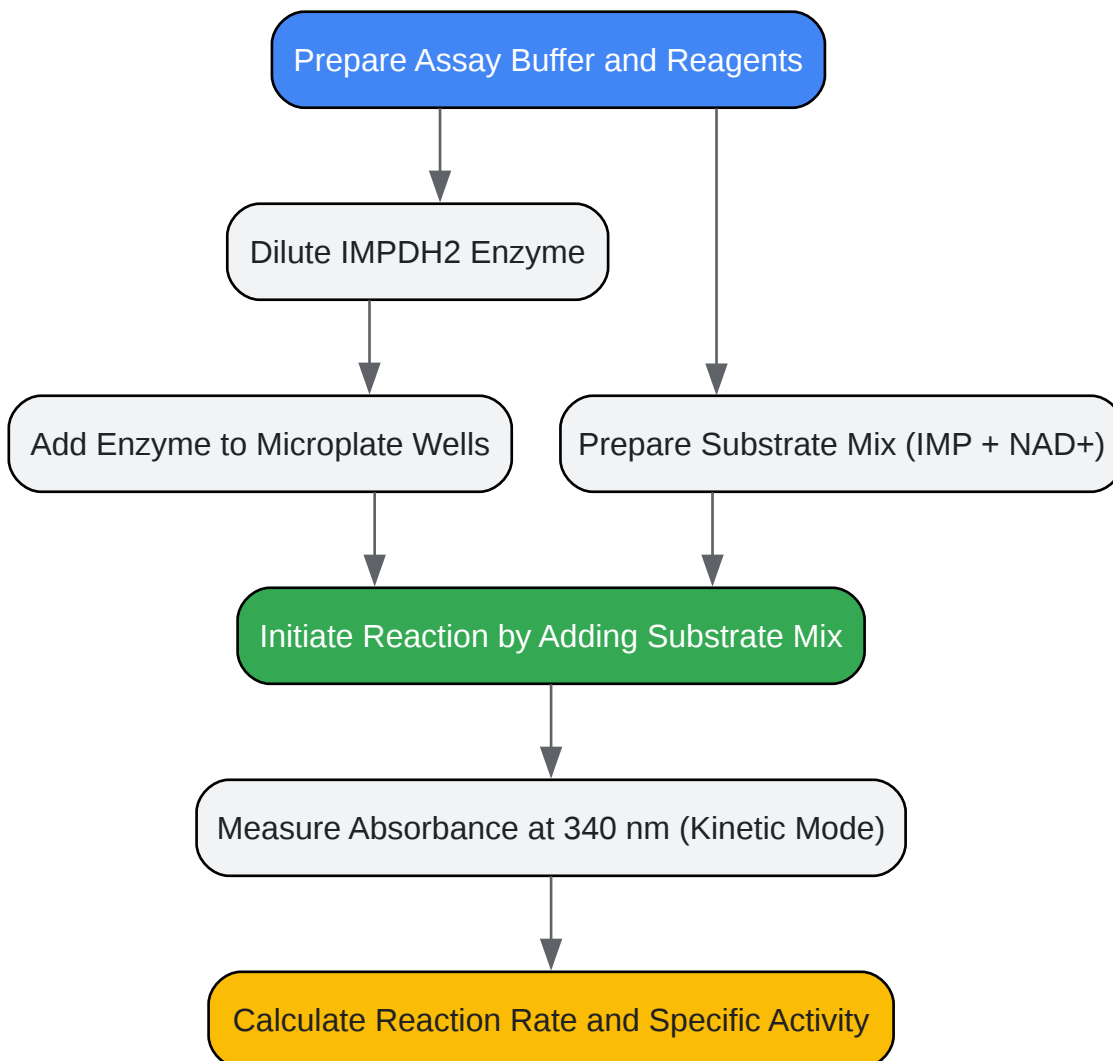 Prepare Assay Buffer and Reagents
Dilute IMPDH2 Enzyme
Add Enzyme to Microplate Wells
Prepare Substrate Mix (IMP + NAD+)
Initiate Reaction by Adding Substrate Mix
Measure Absorbance at 340 nm (Kinetic Mode)
Calculate Reaction Rate and Specific Activity